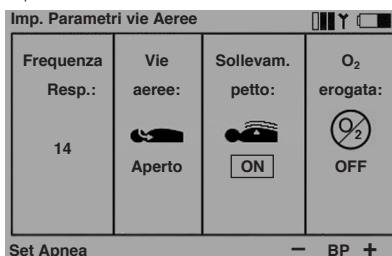 Imp. Parametri vie Aeree
Frequenza
Resp.:
14
Vie
aeree:
Aperto
Sollevam.
petto:
ON
O₂
erogata:
O₂
OFF
Set Apnea
− BP +